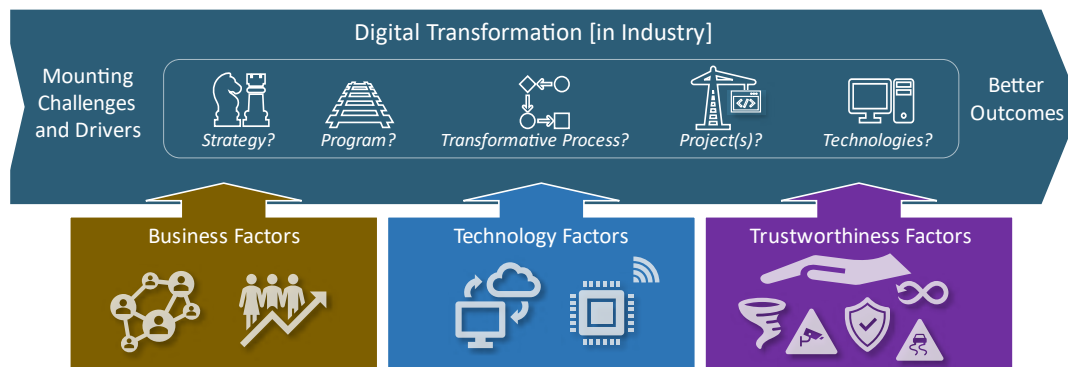 Digital Transformation [in Industry]
Mounting
Challenges
and Drivers
Strategy?
Program?
Transformative Process?
</>
Project(s)?
Technologies?
Better
Outcomes
Business Factors
Technology Factors
Trustworthiness Factors